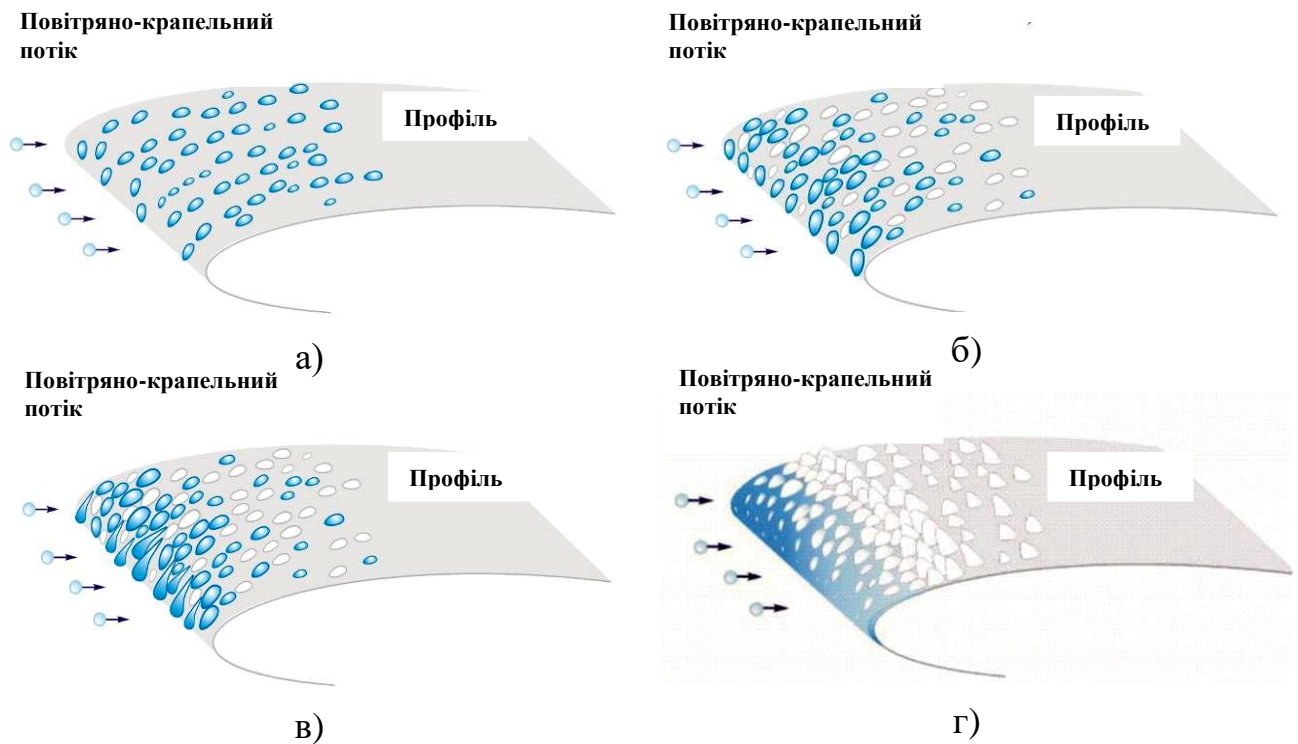 Повітряно-крапельний
потік
Профіль
а)
Повітряно-крапельний
потік
Профіль
б)
Повітряно-крапельний
потік
Профіль
в)
Повітряно-крапельний
потік
Профіль
г)